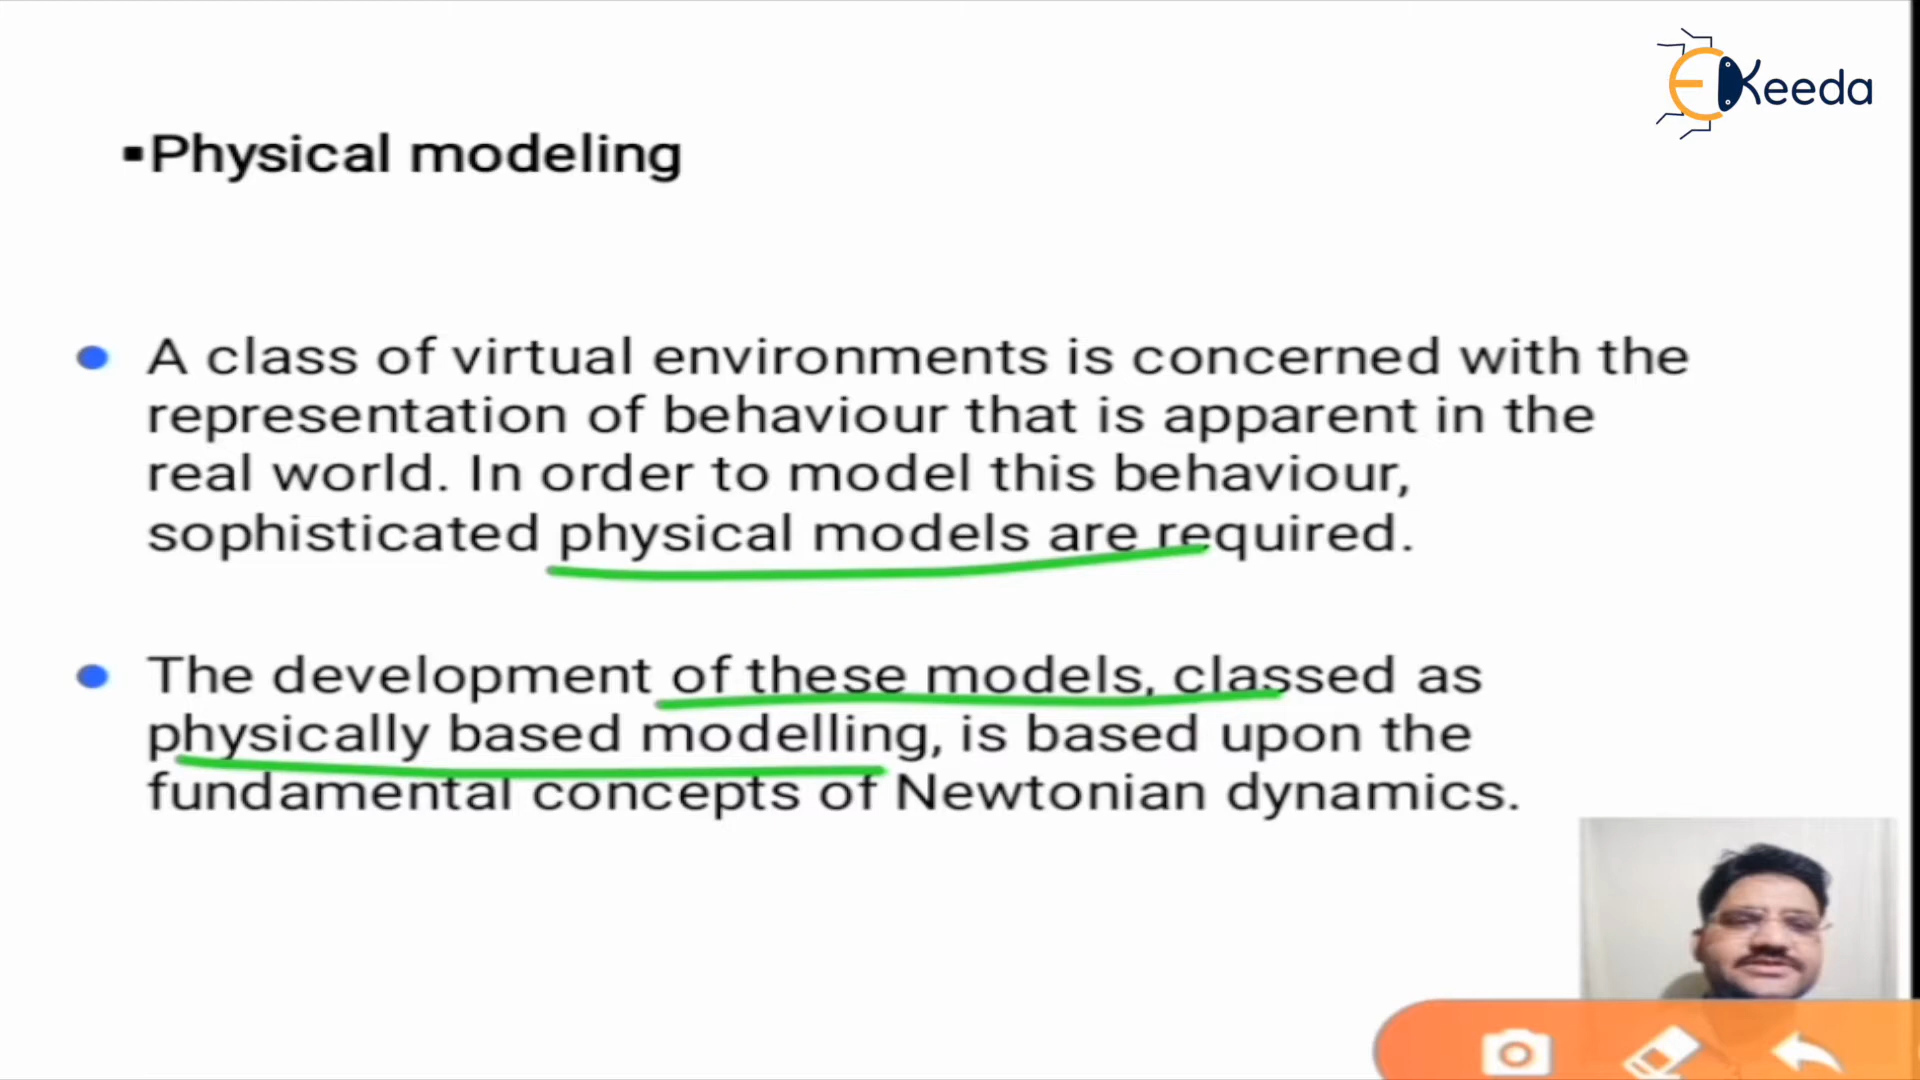 EKeeda
▪Physical modeling
● A class of virtual environments is concerned with the
representation of behaviour that is apparent in the
real world. In order to model this behaviour,
sophisticated physical models are required.
● The development of these models, classed as
physically based modelling, is based upon the
fundamental concepts of Newtonian dynamics.